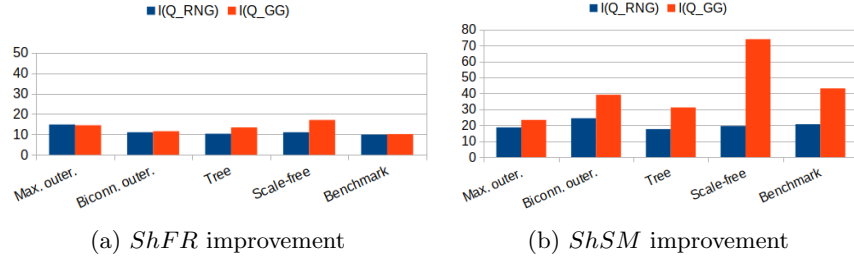 I(Q_RNG) I(Q_GG)
50
40
30
20
10
0
Max. outer.
Biconn. outer.
Tree
Scale-free
Benchmark
(a) ShFR improvement
I(Q_RNG) I(Q_GG)
80
70
60
50
40
30
20
10
0
Max. outer.
Biconn. outer.
Tree
Scale-free
Benchmark
(b) ShSM improvement